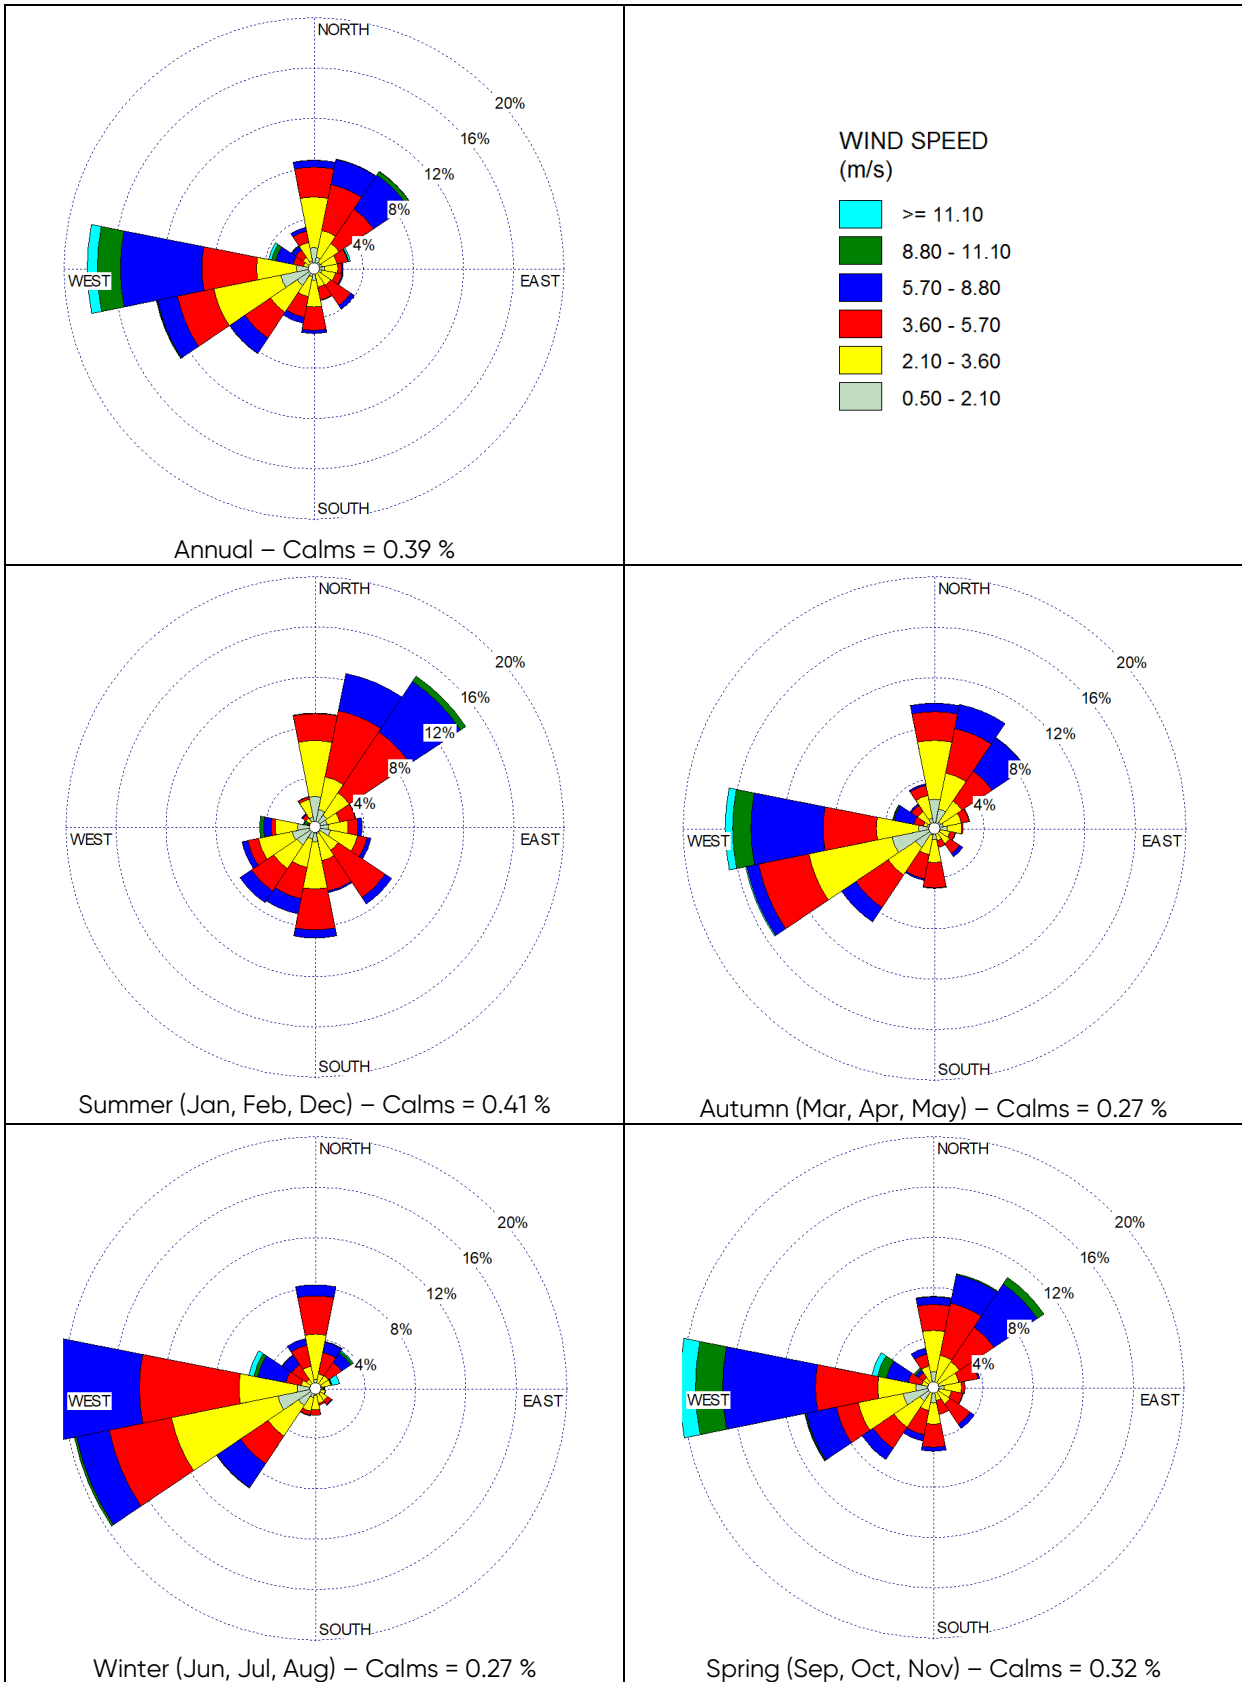 NORTH
20%
16%
12%
8%
4%
WEST
EAST
SOUTH
Annual – Calms = 0.39 %
WIND SPEED
(m/s)
>= 11.10
8.80 - 11.10
5.70 - 8.80
3.60 - 5.70
2.10 - 3.60
0.50 - 2.10
NORTH
20%
16%
12%
8%
4%
WEST
EAST
SOUTH
Summer (Jan, Feb, Dec) – Calms = 0.41 %
NORTH
20%
16%
12%
8%
4%
WEST
EAST
SOUTH
Autumn (Mar, Apr, May) – Calms = 0.27 %
NORTH
20%
16%
12%
8%
4%
WEST
EAST
SOUTH
Winter (Jun, Jul, Aug) – Calms = 0.27 %
NORTH
20%
16%
12%
8%
4%
WEST
EAST
SOUTH
Spring (Sep, Oct, Nov) – Calms = 0.32 %